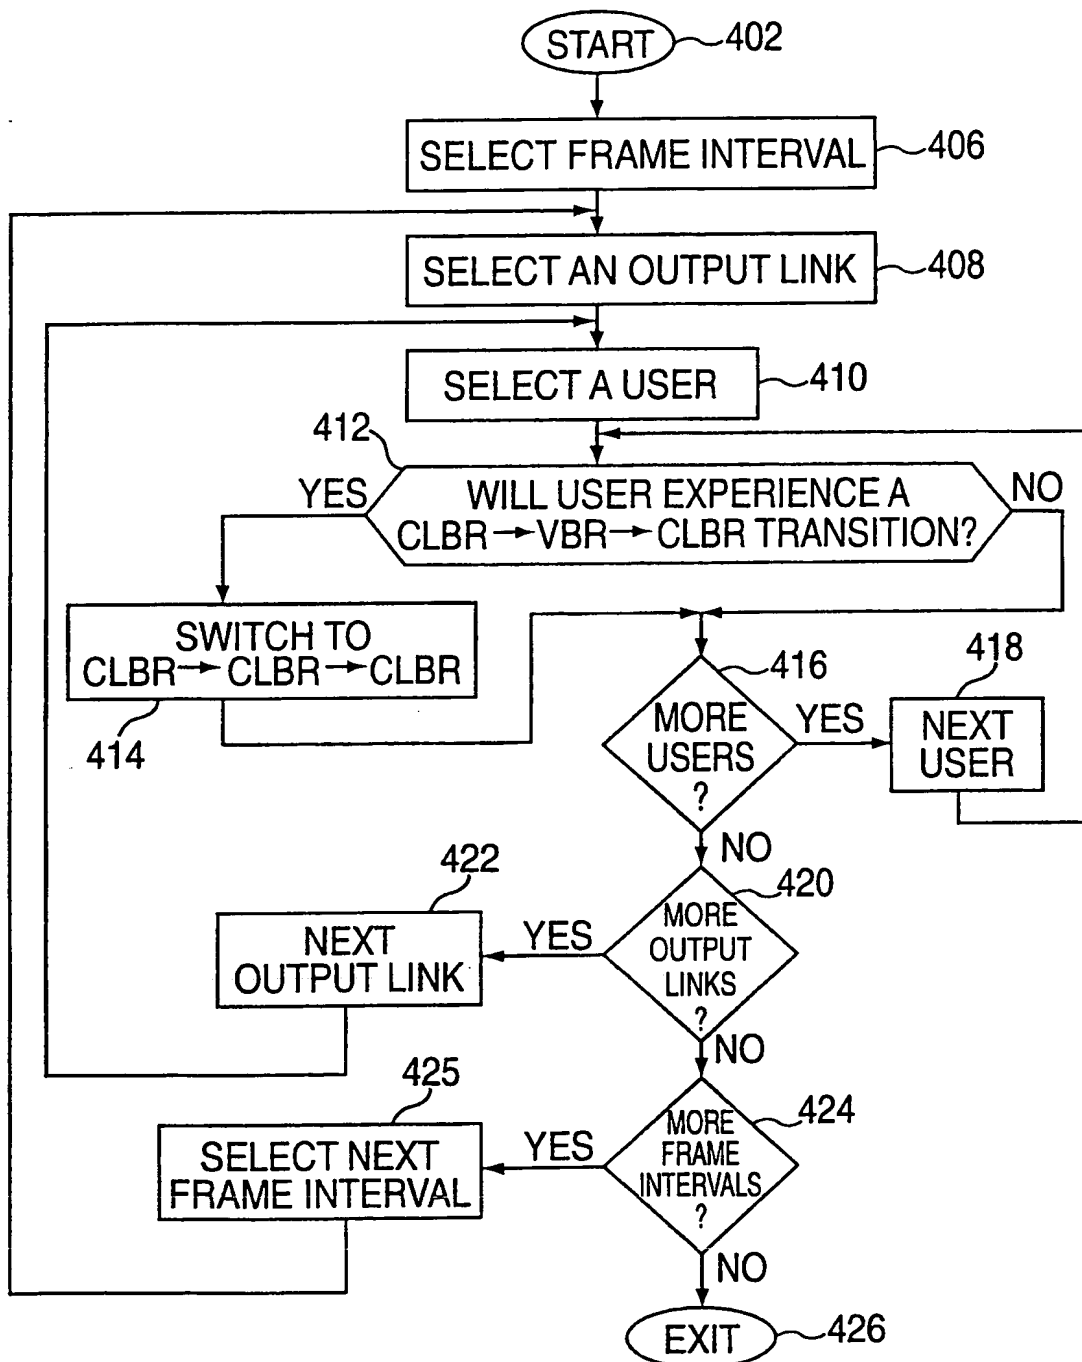 START
402
SELECT FRAME INTERVAL
406
SELECT AN OUTPUT LINK
408
SELECT A USER
410
412
YES
WILL USER EXPERIENCE A
CLBR→VBR→CLBR TRANSITION?
NO
SWITCH TO
CLBR→CLBR→CLBR
414
416
MORE
USERS
?
YES
418
NEXT
USER
NO
420
MORE
OUTPUT
LINKS
?
YES
422
NEXT
OUTPUT LINK
NO
424
MORE
FRAME
INTERVALS
?
YES
425
SELECT NEXT
FRAME INTERVAL
NO
EXIT
426